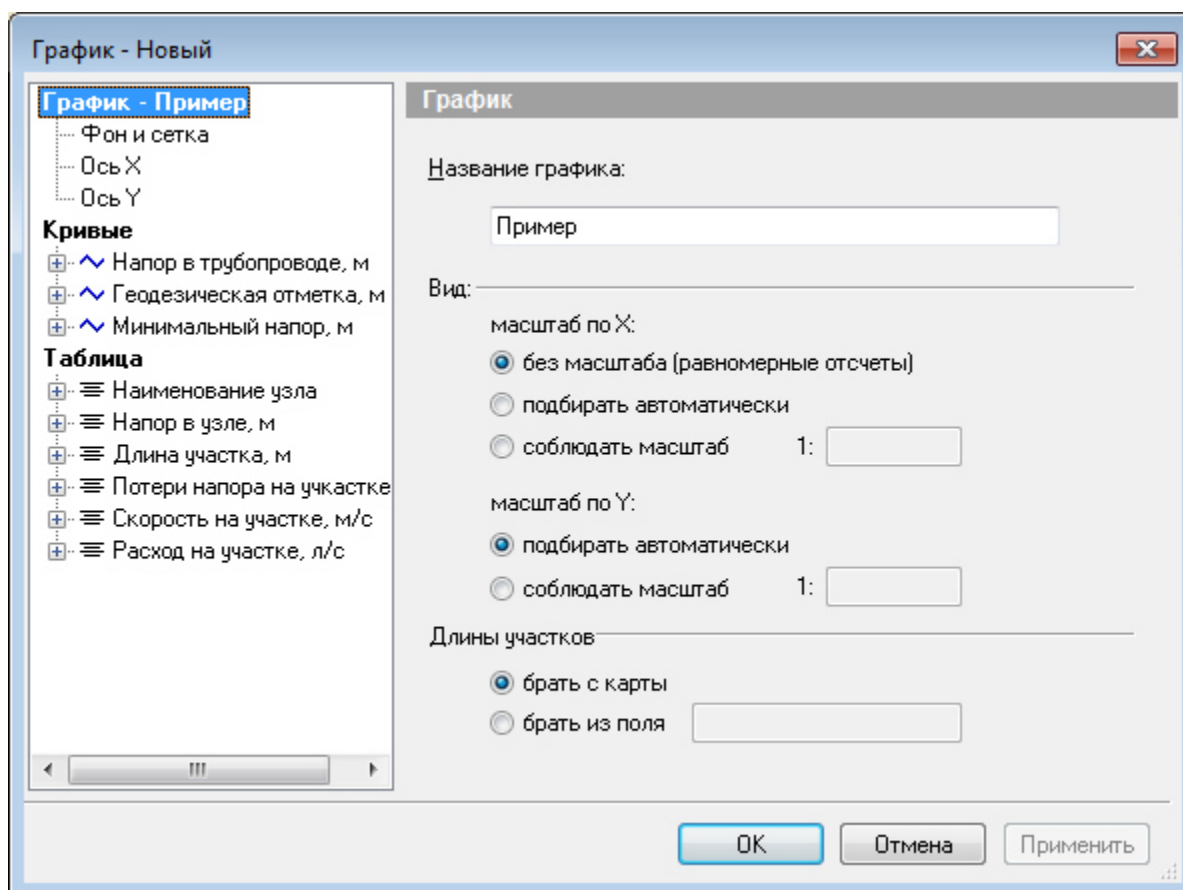 График - Новый
График - Пример
Фон и сетка
Ось X
Ось Y
Кривые
Напор в трубопроводе, м
Геодезическая отметка, м
Минимальный напор, м
Таблица
Наименование узла
Напор в узле, м
Длина участка, м
Потери напора на учкастке
Скорость на участке, м/с
Расход на участке, л/с
График
Название графика:
Пример
Вид:
масштаб по X:
без масштаба (равномерные отсчеты)
подбирать автоматически
соблюдать масштаб 1:
масштаб по Y:
подбирать автоматически
соблюдать масштаб 1:
Длины участков
брать с карты
брать из поля
OK Отмена Применить